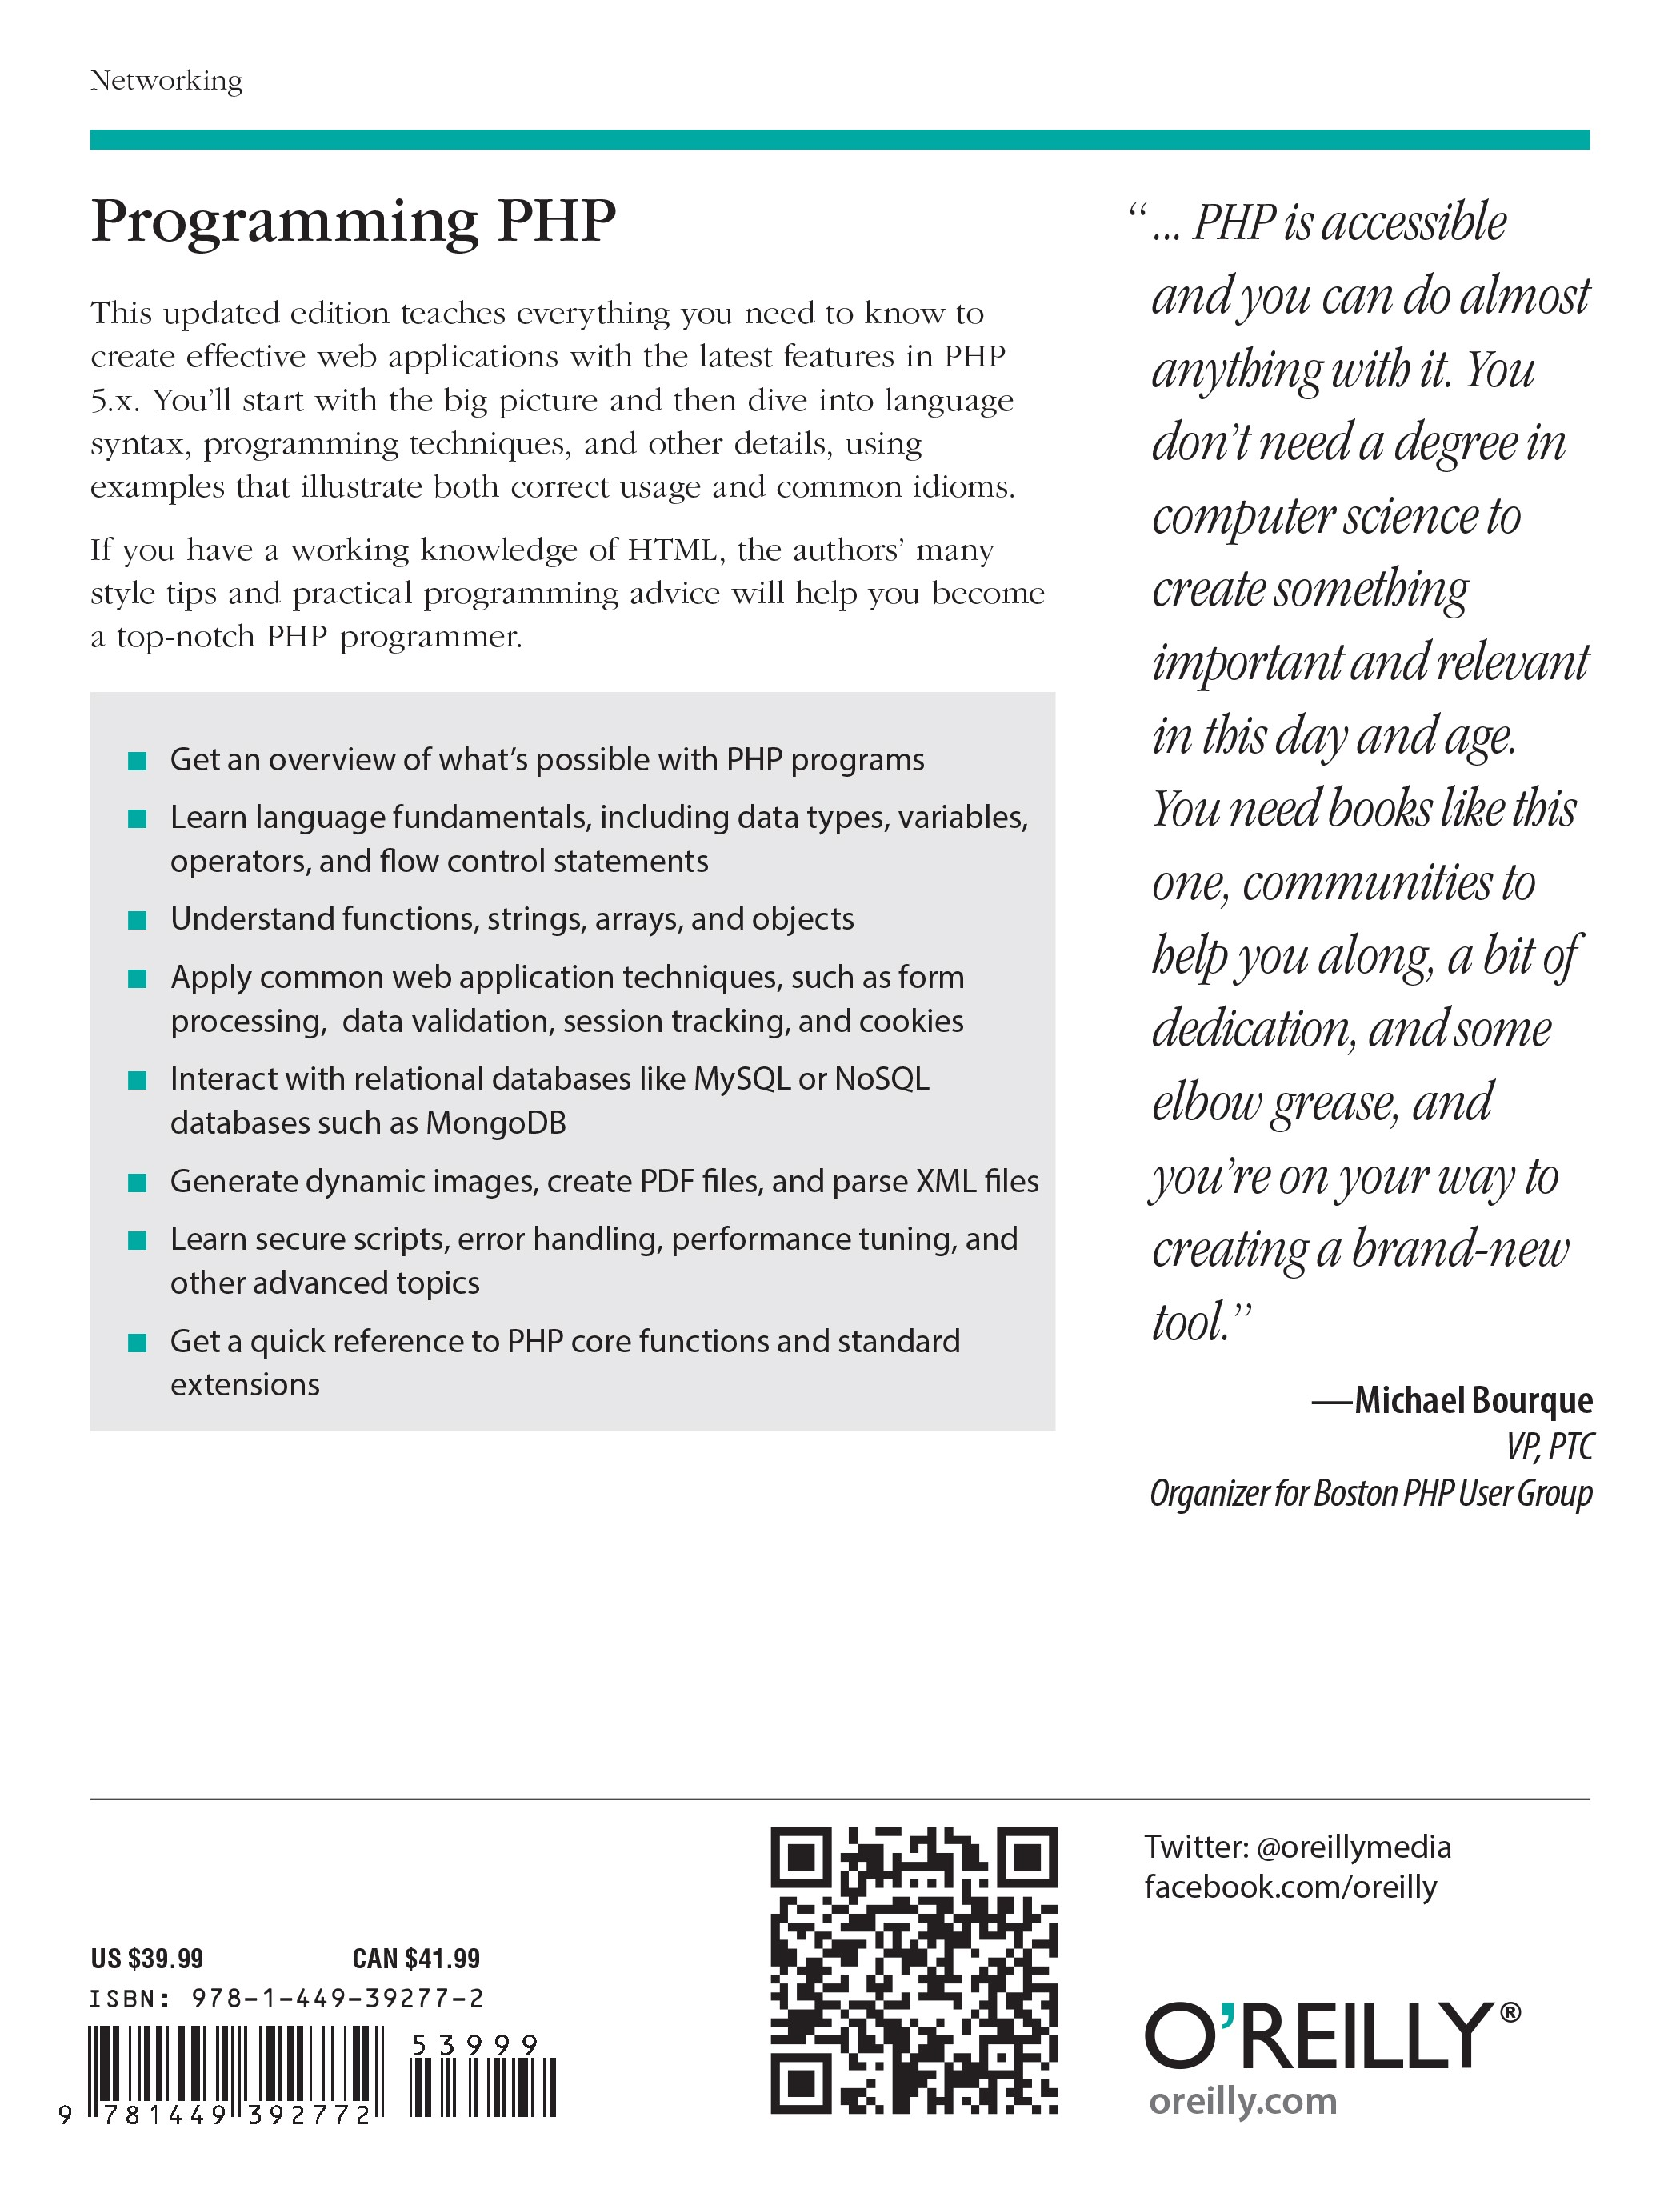 Networking
Programming PHP
This updated edition teaches everything you need to know to
create effective web applications with the latest features in PHP
5.x. You’ll start with the big picture and then dive into language
syntax, programming techniques, and other details, using
examples that illustrate both correct usage and common idioms.
If you have a working knowledge of HTML, the authors’ many
style tips and practical programming advice will help you become
a top-notch PHP programmer.
■ Get an overview of what’s possible with PHP programs
■ Learn language fundamentals, including data types, variables,
operators, and flow control statements
■ Understand functions, strings, arrays, and objects
■ Apply common web application techniques, such as form
processing,  data validation, session tracking, and cookies
■ Interact with relational databases like MySQL or NoSQL
databases such as MongoDB
■ Generate dynamic images, create PDF files, and parse XML files
■ Learn secure scripts, error handling, performance tuning, and
other advanced topics
■ Get a quick reference to PHP core functions and standard
extensions
“... PHP is accessible
and you can do almost
anything with it. You
don’t need a degree in
computer science to
create something
important and relevant
in this day and age.
You need books like this
one, communities to
help you along, a bit of
dedication, and some
elbow grease, and
you’re on your way to
creating a brand-new
tool.”
—Michael Bourque
VP, PTC
Organizer for Boston PHP User Group
US $39.99 CAN $41.99
ISBN: 978-1-449-39277-2
53999
9 781449 392772
Twitter: @oreillymedia
facebook.com/oreilly
O’REILLY®
oreilly.com